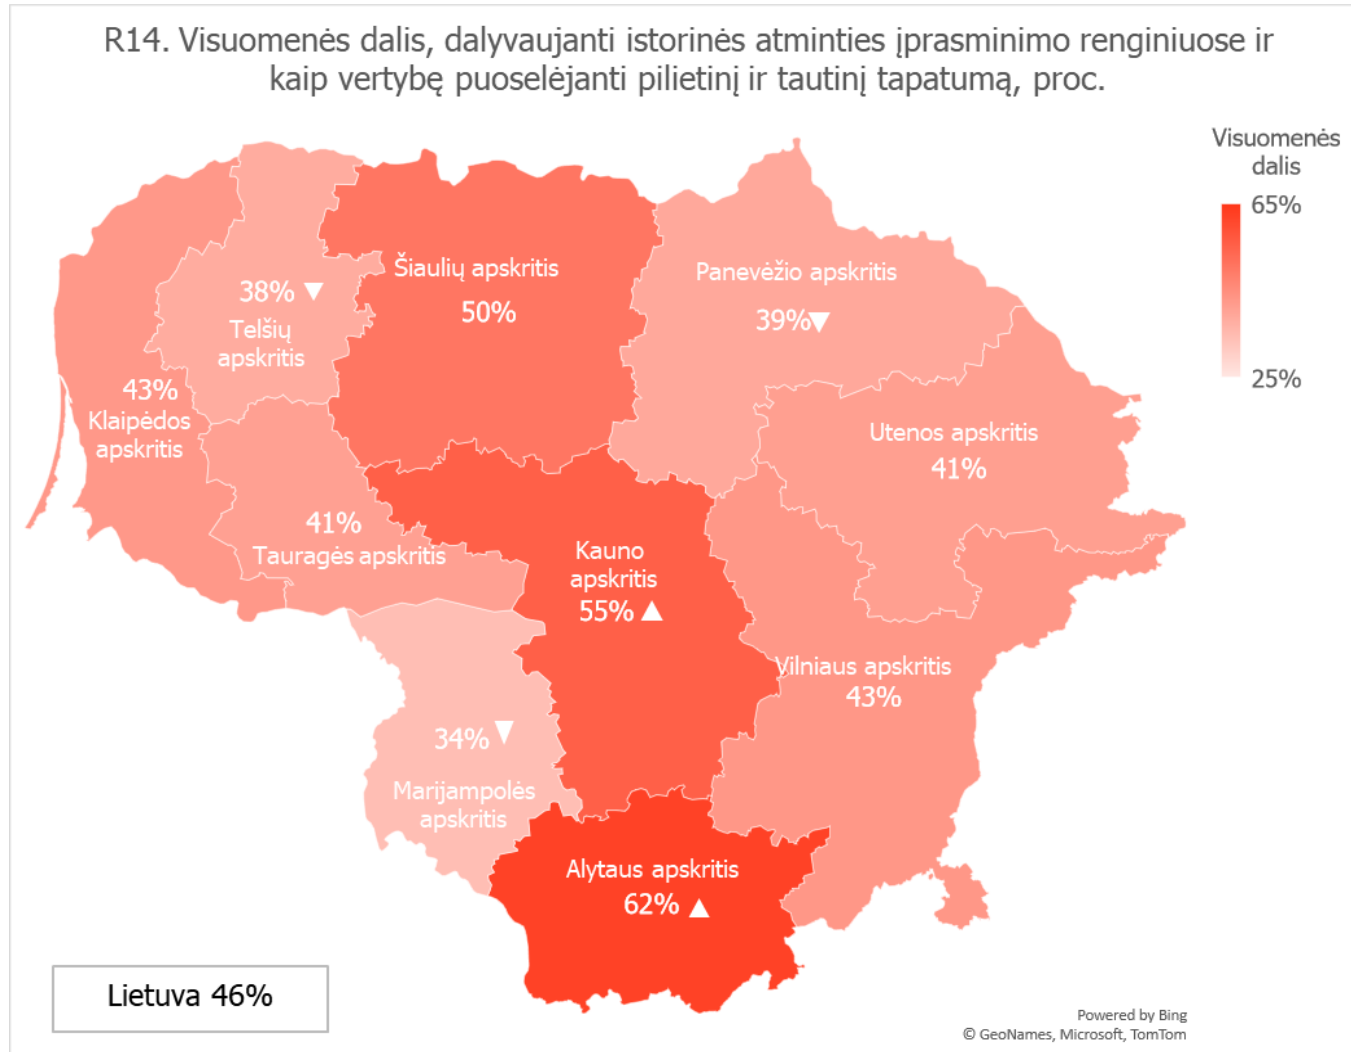 R14. Visuomenės dalis, dalyvaujanti istorinės atminties įprasminimo renginiuose ir
kaip vertybę puoselėjanti pilietinį ir tautinį tapatumą, proc.
Visuomenės
dalis
65%
25%
Šiaulių apskritis
50%
Panevėžio apskritis
39%▼
38% ▼
Telšių
apskritis
43%
Klaipėdos
apskritis
Utenos apskritis
41%
41%
Tauragės apskritis
Kauno
apskritis
55% ▲
Vilniaus apskritis
43%
34% ▼
Marijampolės
apskritis
Alytaus apskritis
62% ▲
Lietuva 46%
Powered by Bing
© GeoNames, Microsoft, TomTom